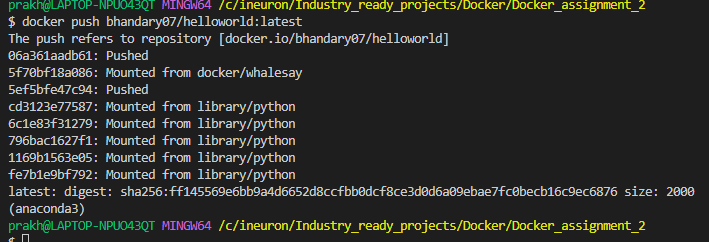 prakh@LAPTOP-NPUO43QT MINGW64 /c/ineuron/Industry_ready_projects/Docker/Docker_assignment_2
$ docker push bhandary07/helloworld:latest
The push refers to repository [docker.io/bhandary07/helloworld]
06a361aadb61: Pushed
5f70bf18a086: Mounted from docker/whalesay
5ef5bfe47c94: Pushed
cd3123e77587: Mounted from library/python
6c1e83f31279: Mounted from library/python
796bac1627f1: Mounted from library/python
1169b1563e05: Mounted from library/python
fe7b1e9bf792: Mounted from library/python
latest: digest: sha256:ff145569e6bb9a4d6652d8ccfbb0dcf8ce3d0d6a09ebae7fc0becb16c9ec6876 size: 2000
(anaconda3)
prakh@LAPTOP-NPUO43QT MINGW64 /c/ineuron/Industry_ready_projects/Docker/Docker_assignment_2
$